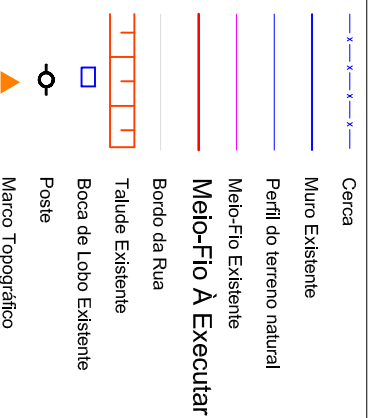 Cerca
Muro Existente
Perfil do terreno natural
Meio-Fio Existente
Meio-Fio À Executar
Bordo da Rua
Talude Existente
Boca de Lobo Existente
Poste
Marco Topográfico